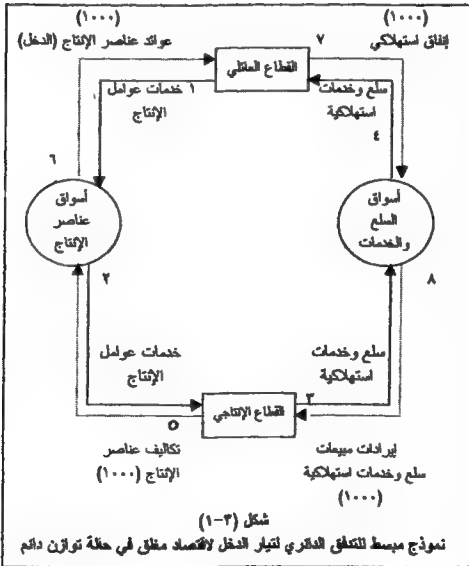 (١٠٠٠)
عوائد عناصر الإنتاج (الدخل)
(١٠٠٠)
إنفاق استهلاكي
٧
القطاع العائلي
١ خدمات عوامل
الإنتاج
سلع وخدمات
استهلاكية
٤
٦
أسواق
عناصر
الإنتاج
أسواق
السلع
والخدمات
٢
٨
خدمات عوامل
الإنتاج
سلع وخدمات
استهلاكية
٣
القطاع الإنتاجي
٥
تكاليف عناصر
الإنتاج (١٠٠٠)
إيرادات مبيعات
سلع وخدمات استهلاكية
(١٠٠٠)
شكل (٣-١)
نموذج مبسط للتدفق الدائري لتيار الدخل لاقتصاد مغلق في حالة توازن دائم